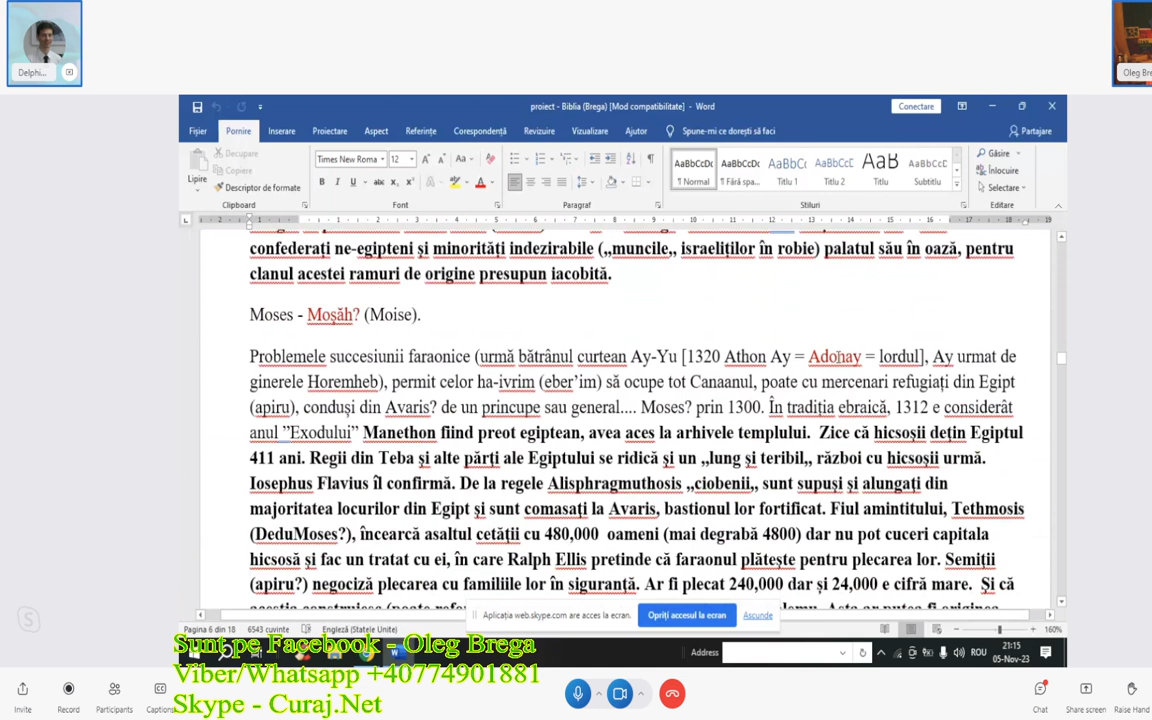 Delphi...
Oleg Bre
proiect - Biblia (Brega) [Mod compatibilitate] - Word
Conectare
Fișier Pornire Inserare Proiectare Aspect Referințe Corespondență Revizuire Vizualizare Ajutor Spune-mi ce dorești să faci Partajare
Lipire
Decupare
Copiere
Descriptor de formate
Clipboard
Times New Roma 12
Font
Paragraf
AaBbCcDc AaBbCcDc AaBbC AaBbCcD AaB AaBbCcD
¶ Normal ¶ Fără spa... Titlu 1 Titlu 2 Titlu Subtitlu
Stiluri
Găsire
Înlocuire
Selectare
Editare
confederați ne-egipteni și minorități indezirabile („muncile,, israeliților în robie) palatul său în oază, pentru
clanul acestei ramuri de origine presupun iacobită.
Moses - Moşăh? (Moise).
Problemele succesiunii faraonice (urmă bătrânul curtean Ay-Yu [1320 Athon Ay = Adonay = lordul], Ay urmat de
ginerele Horemheb), permit celor ha-ivrim (eber’im) să ocupe tot Canaanul, poate cu mercenari refugiați din Egipt
(apiru), conduși din Avaris? de un principe sau general.... Moses? prin 1300. În tradiția ebraică, 1312 e considerât
anul ”Exodului” Manethon fiind preot egiptean, avea aces la arhivele templului. Zice că hicsoșii dețin Egiptul
411 ani. Regii din Teba și alte părți ale Egiptului se ridică și un „lung și teribil,, război cu hicsoșii urmă.
Iosephus Flavius îl confirmă. De la regele Alisphragmuthosis „ciobenii,, sunt supuși și alungați din
majoritatea locurilor din Egipt și sunt comasați la Avaris, bastionul lor fortificat. Fiul amintitului, Tethmosis
(DeduMoses?), încearcă asaltul cetății cu 480,000 oameni (mai degrabă 4800) dar nu pot cuceri capitala
hicsosă și fac un tratat cu ei, în care Ralph Ellis pretinde că faraonul plătește pentru plecarea lor. Semiții
(apiru?) negociză plecarea cu familiile lor în siguranță. Ar fi plecat 240,000 dar și 24,000 e cifră mare. Și că
Aplicația web.skype.com are acces la ecran. Opriți accesul la ecran Ascunde
Pagina 6 din 18 6543 cuvinte Engleză (Statele Unite) 160%
Address
ROU
21:15
05-Nov-23
Sunt pe Facebook - Oleg Brega
Viber/Whatsapp +40774901881
Skype - Curaj.Net
Invite Record Participants Captions Chat Share screen Raise Hand